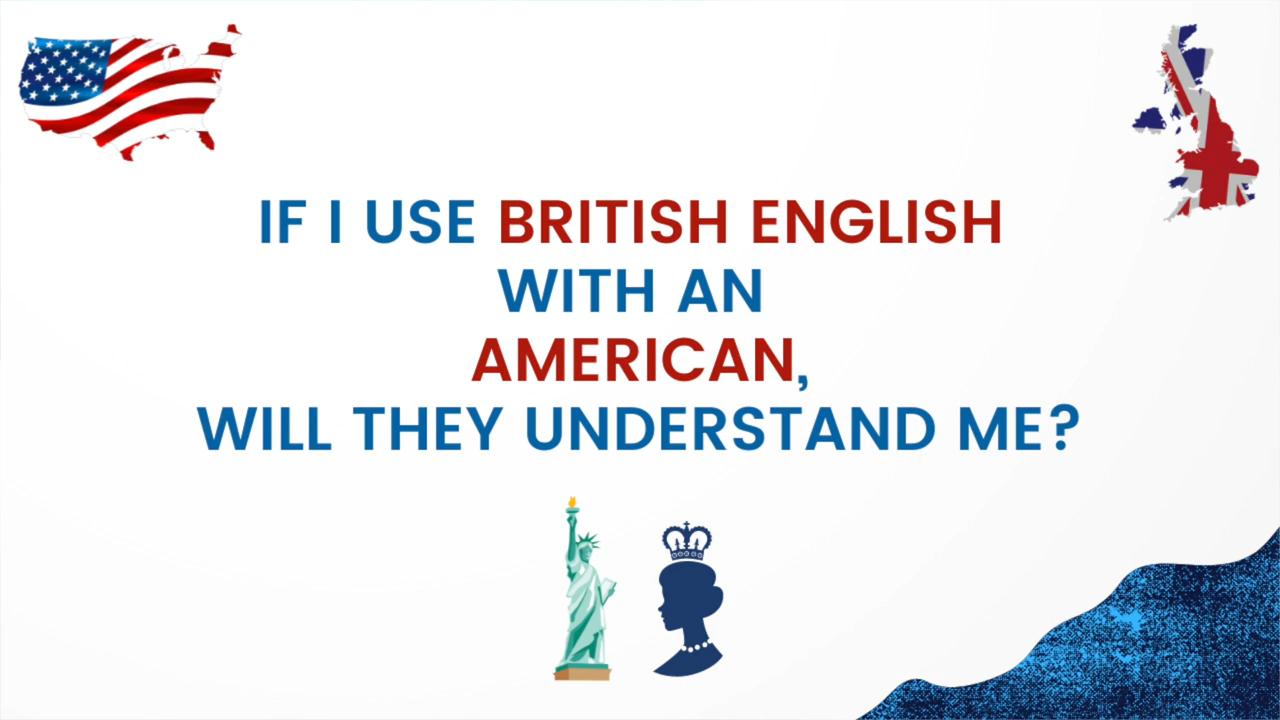 IF I USE BRITISH ENGLISH
WITH AN
AMERICAN,
WILL THEY UNDERSTAND ME?